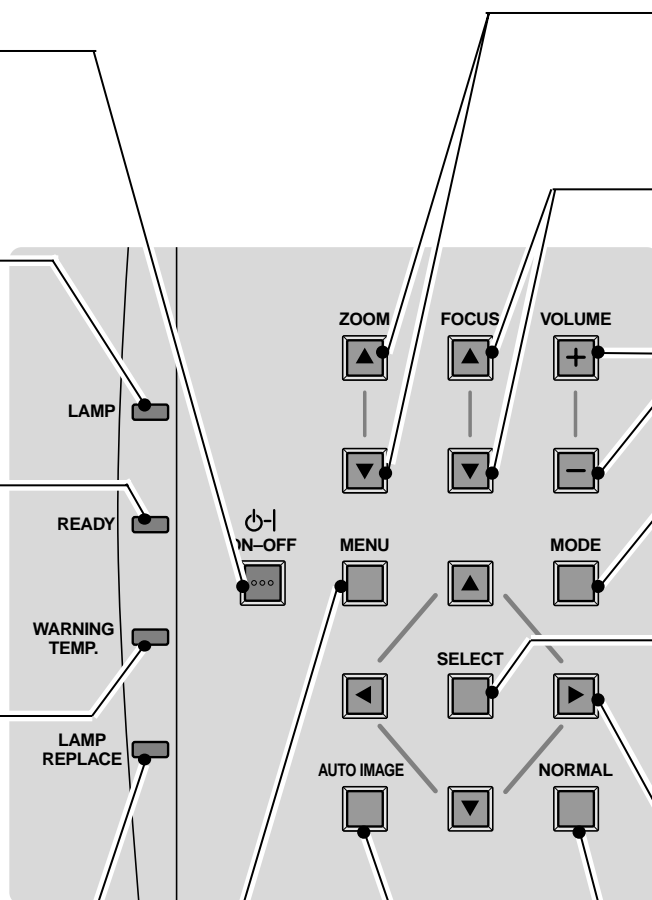 ZOOM
FOCUS
VOLUME
LAMP
READY
ON–OFF
MENU
MODE
WARNING
TEMP.
SELECT
LAMP
REPLACE
AUTO IMAGE
NORMAL